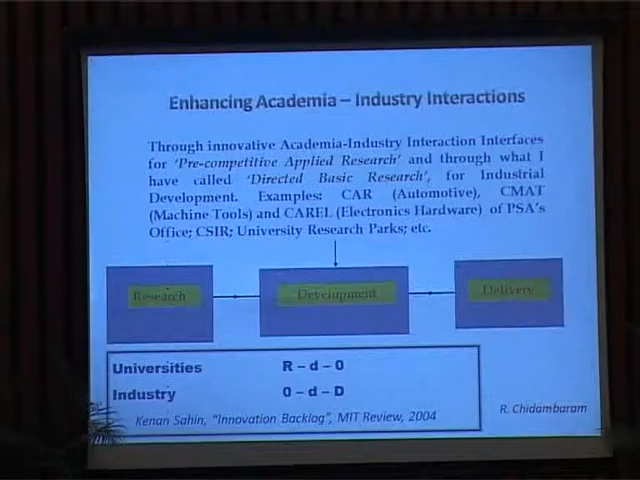 Enhancing Academia – Industry Interactions
Through innovative Academia-Industry Interaction Interfaces
for 'Pre-competitive Applied Research' and through what I
have called 'Directed Basic Research', for Industrial
Development. Examples: CAR (Automotive), CMAT
(Machine Tools) and CAREL (Electronics Hardware) of PSA's
Office; CSIR; University Research Parks; etc.
Research
Development
Delivery
Universities R – d – 0
Industry 0 – d – D
Kenan Sahin, "Innovation Backlog", MIT Review, 2004
R. Chidambaram